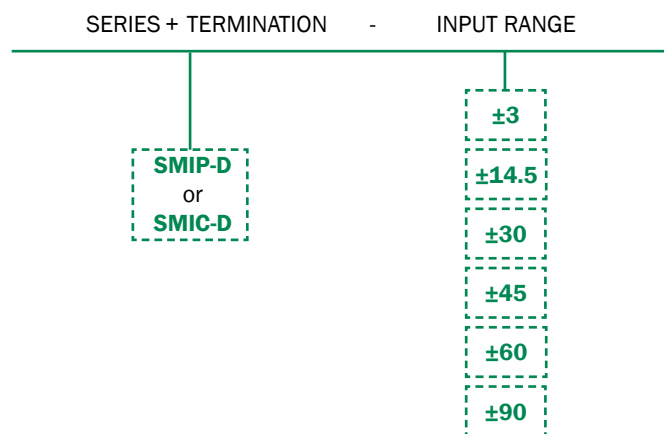 SERIES + TERMINATION - INPUT RANGE
SMIP-D
or
SMIC-D
±3
±14.5
±30
±45
±60
±90